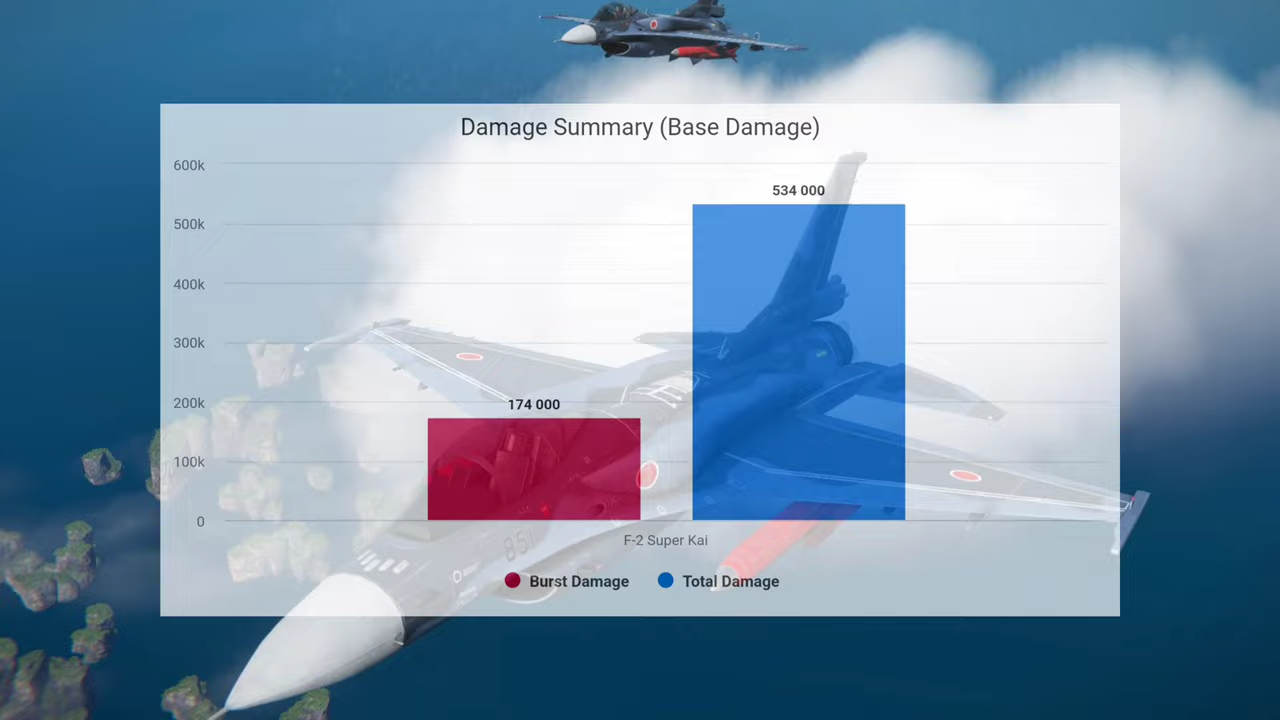 Damage Summary (Base Damage)
600k
534 000
500k
400k
300k
200k
174 000
100k
0
F-2 Super Kai
Burst Damage
Total Damage